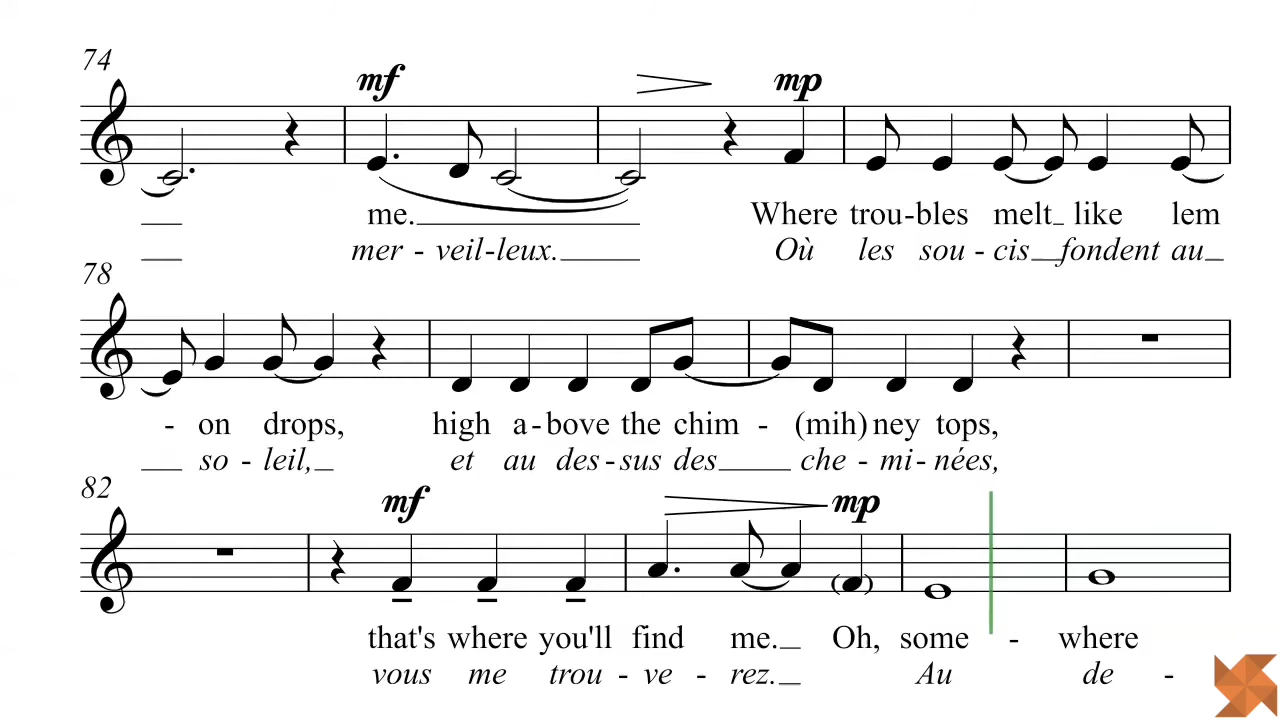 74
mf mp
me. Where trou-bles melt_ like lem
mer - veil-leux. Où les sou - cis fondent au
78
- on drops, high a-bove the chim - (mih) ney tops,
so - leil, et au des-sus des che - mi- nées,
82
mf mp
that's where you'll find me. Oh, some - where
vous me trou - ve - rez. Au de -